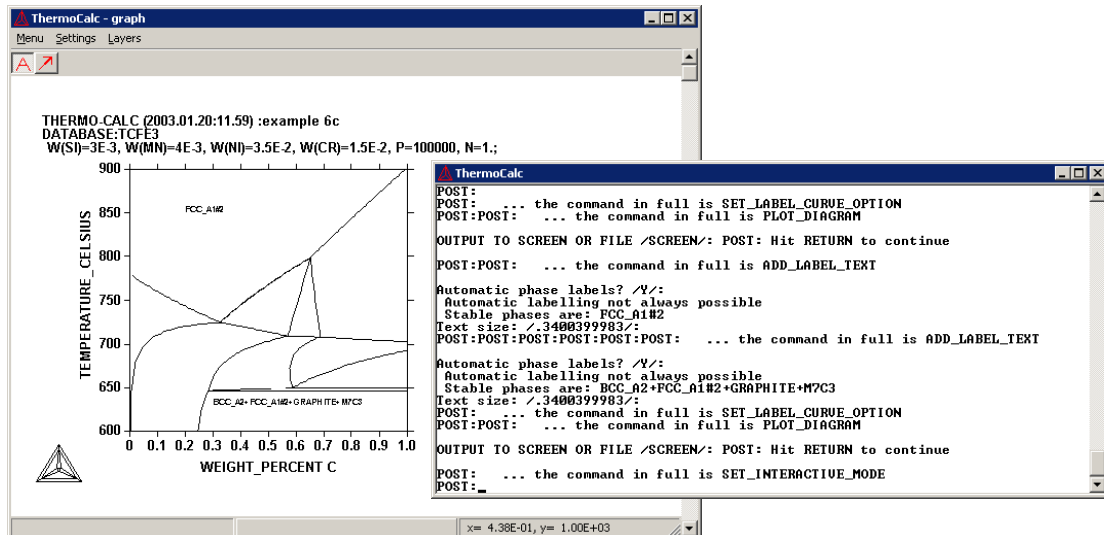 ThermoCalc - graph
Menu Settings Layers
THERMO-CALC (2003.01.20:11.59) :example 6c
DATABASE:TCFE3
W(SI)=3E-3, W(MN)=4E-3, W(NI)=3.5E-2, W(CR)=1.5E-2, P=100000, N=1.;
900
850
800
750
700
650
600
TEMPERATURE_CELSIUS
FCC_A1#2
BCC_A2+ FCC_A1#2+ GRAPHITE+ M7C3
0 0.1 0.2 0.3 0.4 0.5 0.6 0.7 0.8 0.9 1.0
WEIGHT_PERCENT C
x= 4.38E-01, y= 1.00E+03
ThermoCalc
POST:
POST: ... the command in full is SET_LABEL_CURVE_OPTION
POST:POST: ... the command in full is PLOT_DIAGRAM
OUTPUT TO SCREEN OR FILE /SCREEN/: POST: Hit RETURN to continue
POST:POST: ... the command in full is ADD_LABEL_TEXT
Automatic phase labels? /Y/:
Automatic labelling not always possible
Stable phases are: FCC_A1#2
Text size: /.3400399983/:
POST:POST:POST:POST:POST:POST: ... the command in full is ADD_LABEL_TEXT
Automatic phase labels? /Y/:
Automatic labelling not always possible
Stable phases are: BCC_A2+FCC_A1#2+GRAPHITE+M7C3
Text size: /.3400399983/:
POST: ... the command in full is SET_LABEL_CURVE_OPTION
POST:POST: ... the command in full is PLOT_DIAGRAM
OUTPUT TO SCREEN OR FILE /SCREEN/: POST: Hit RETURN to continue
POST: ... the command in full is SET_INTERACTIVE_MODE
POST:_